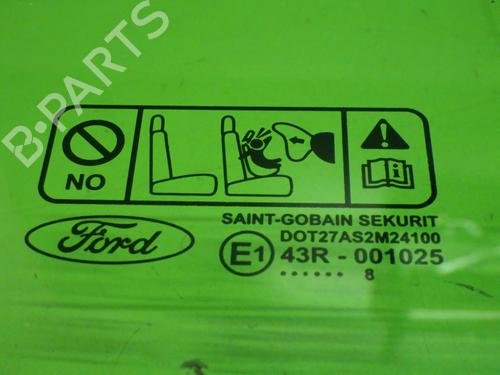 B-PARTS
NO
Ford
SAINT-GOBAIN SEKURIT
DOT27AS2M24100
E1 43R - 001025
...... 8